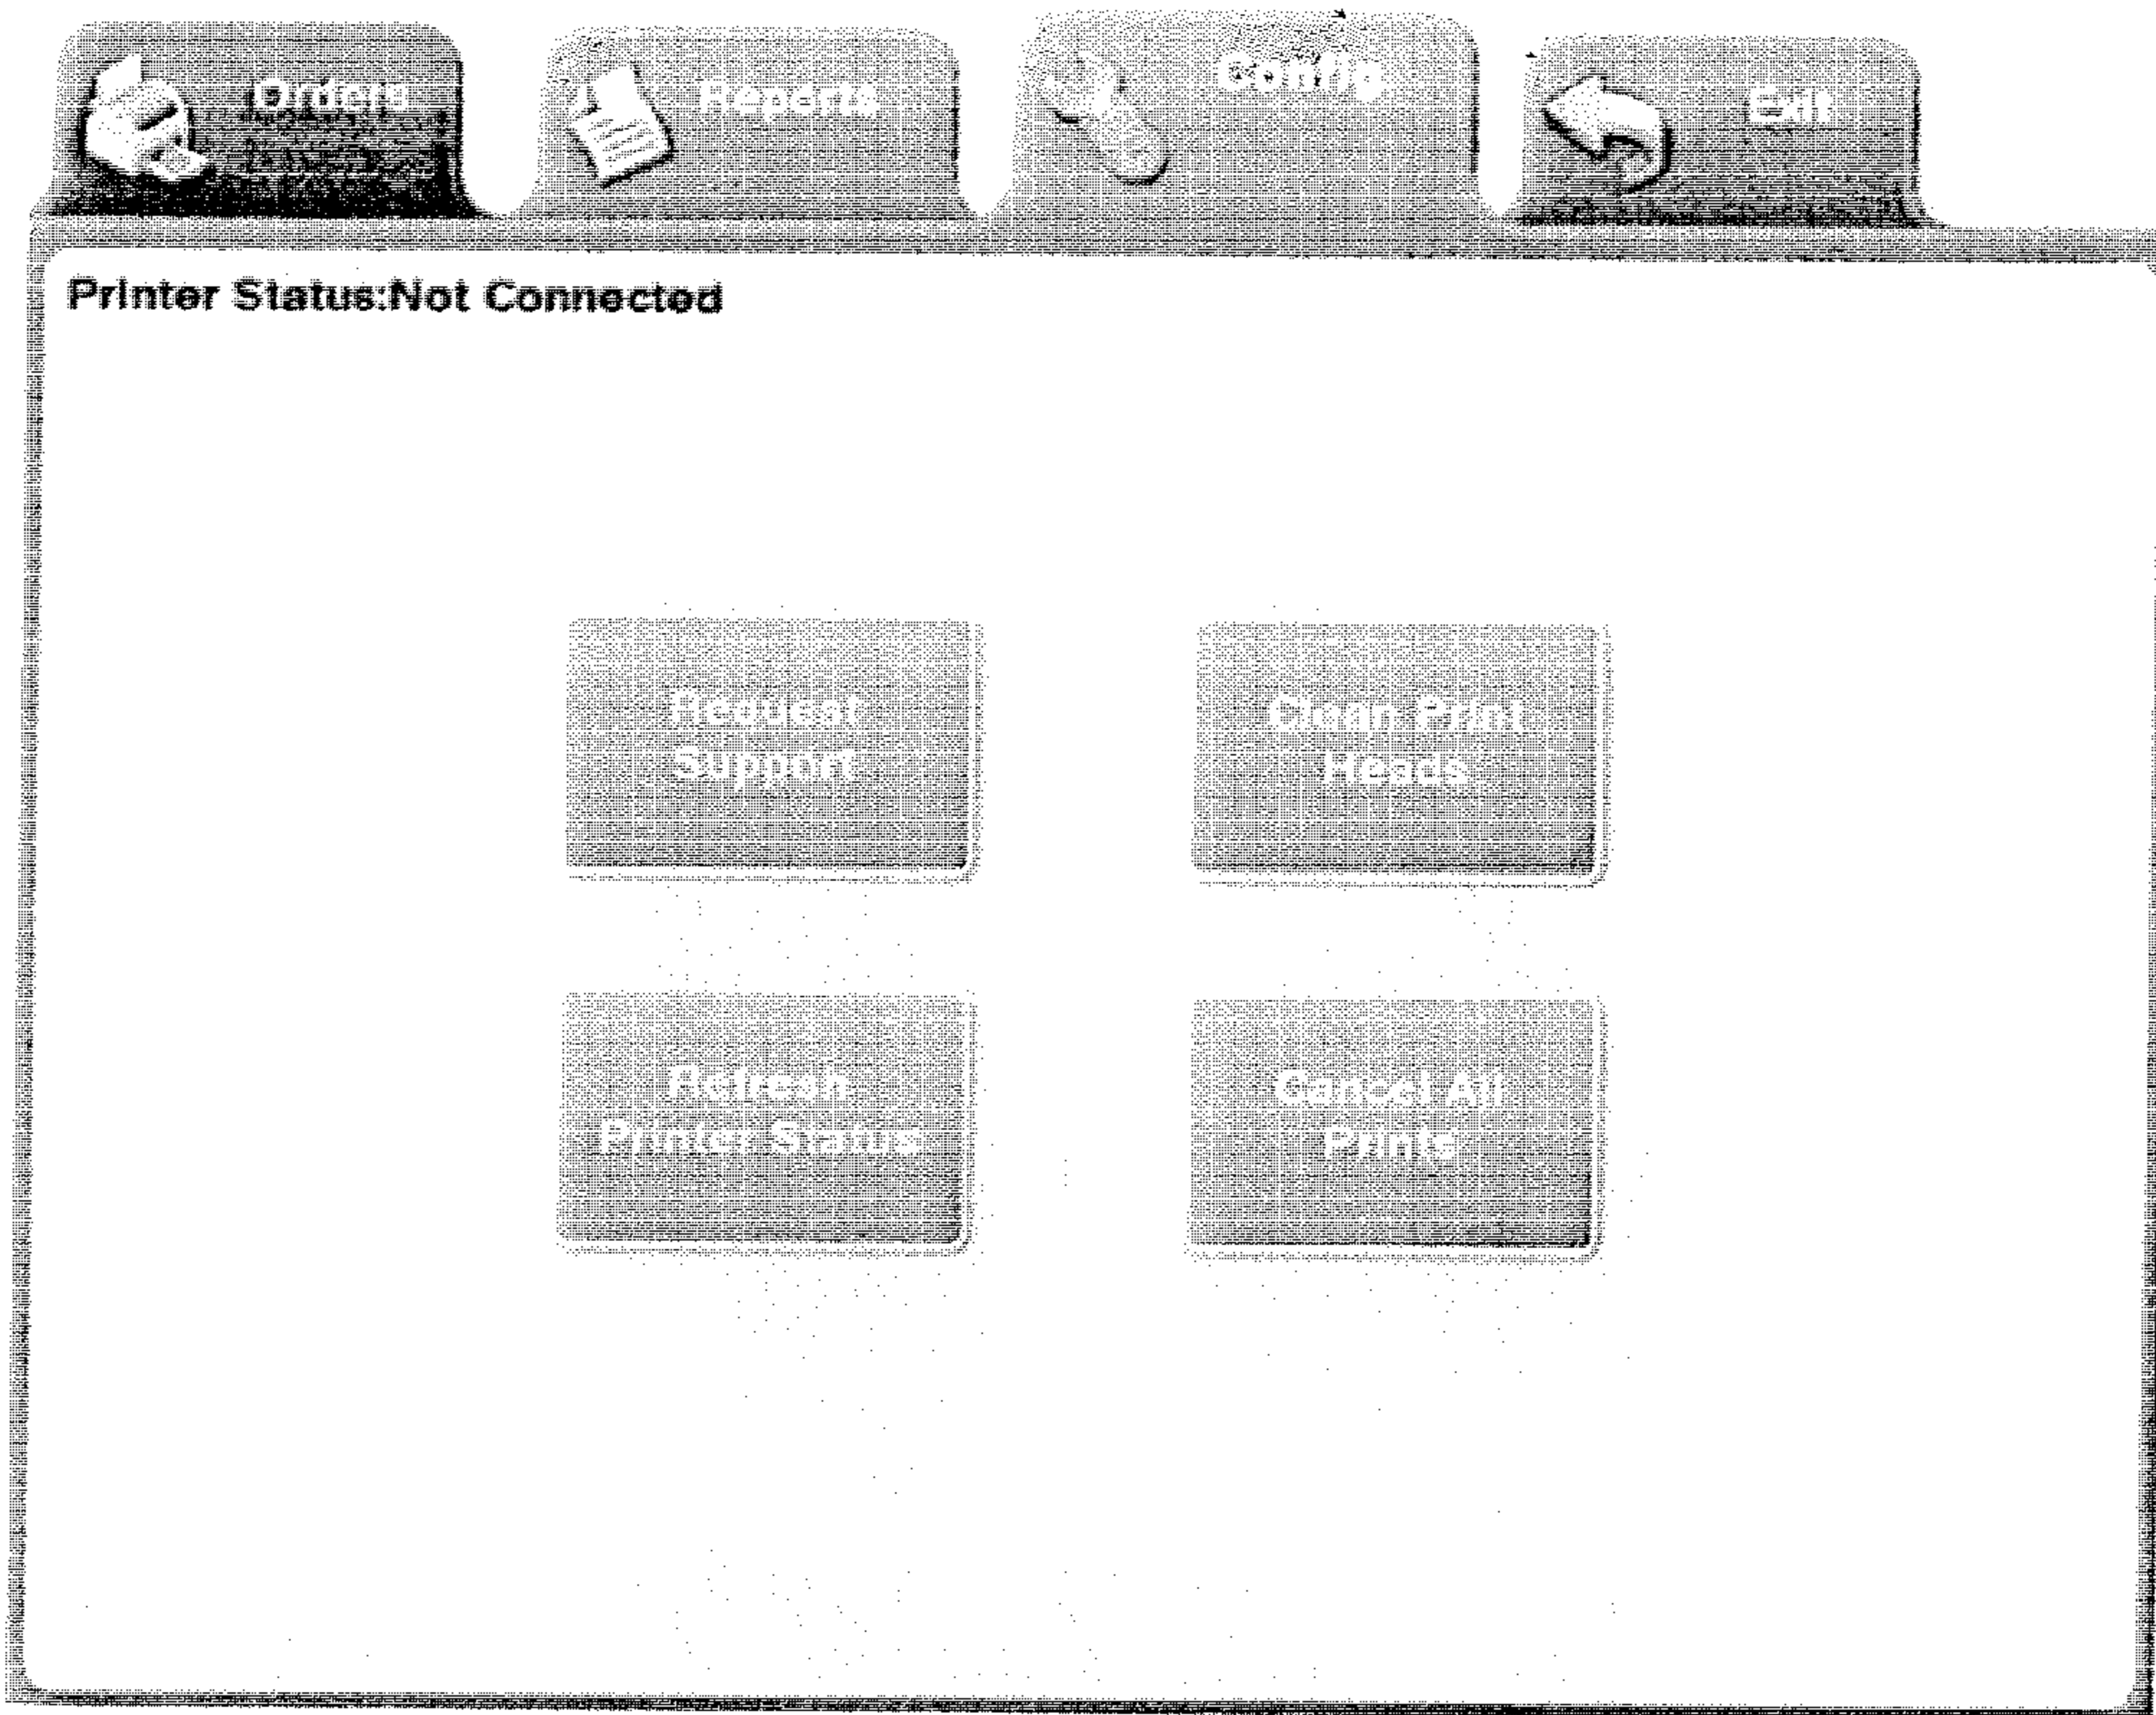 Orders
Reports
Config
Exit
Printer Status:Not Connected
Request
Support
Clean Print
Heads
Refresh
Printer Status
Cancel All
Prints